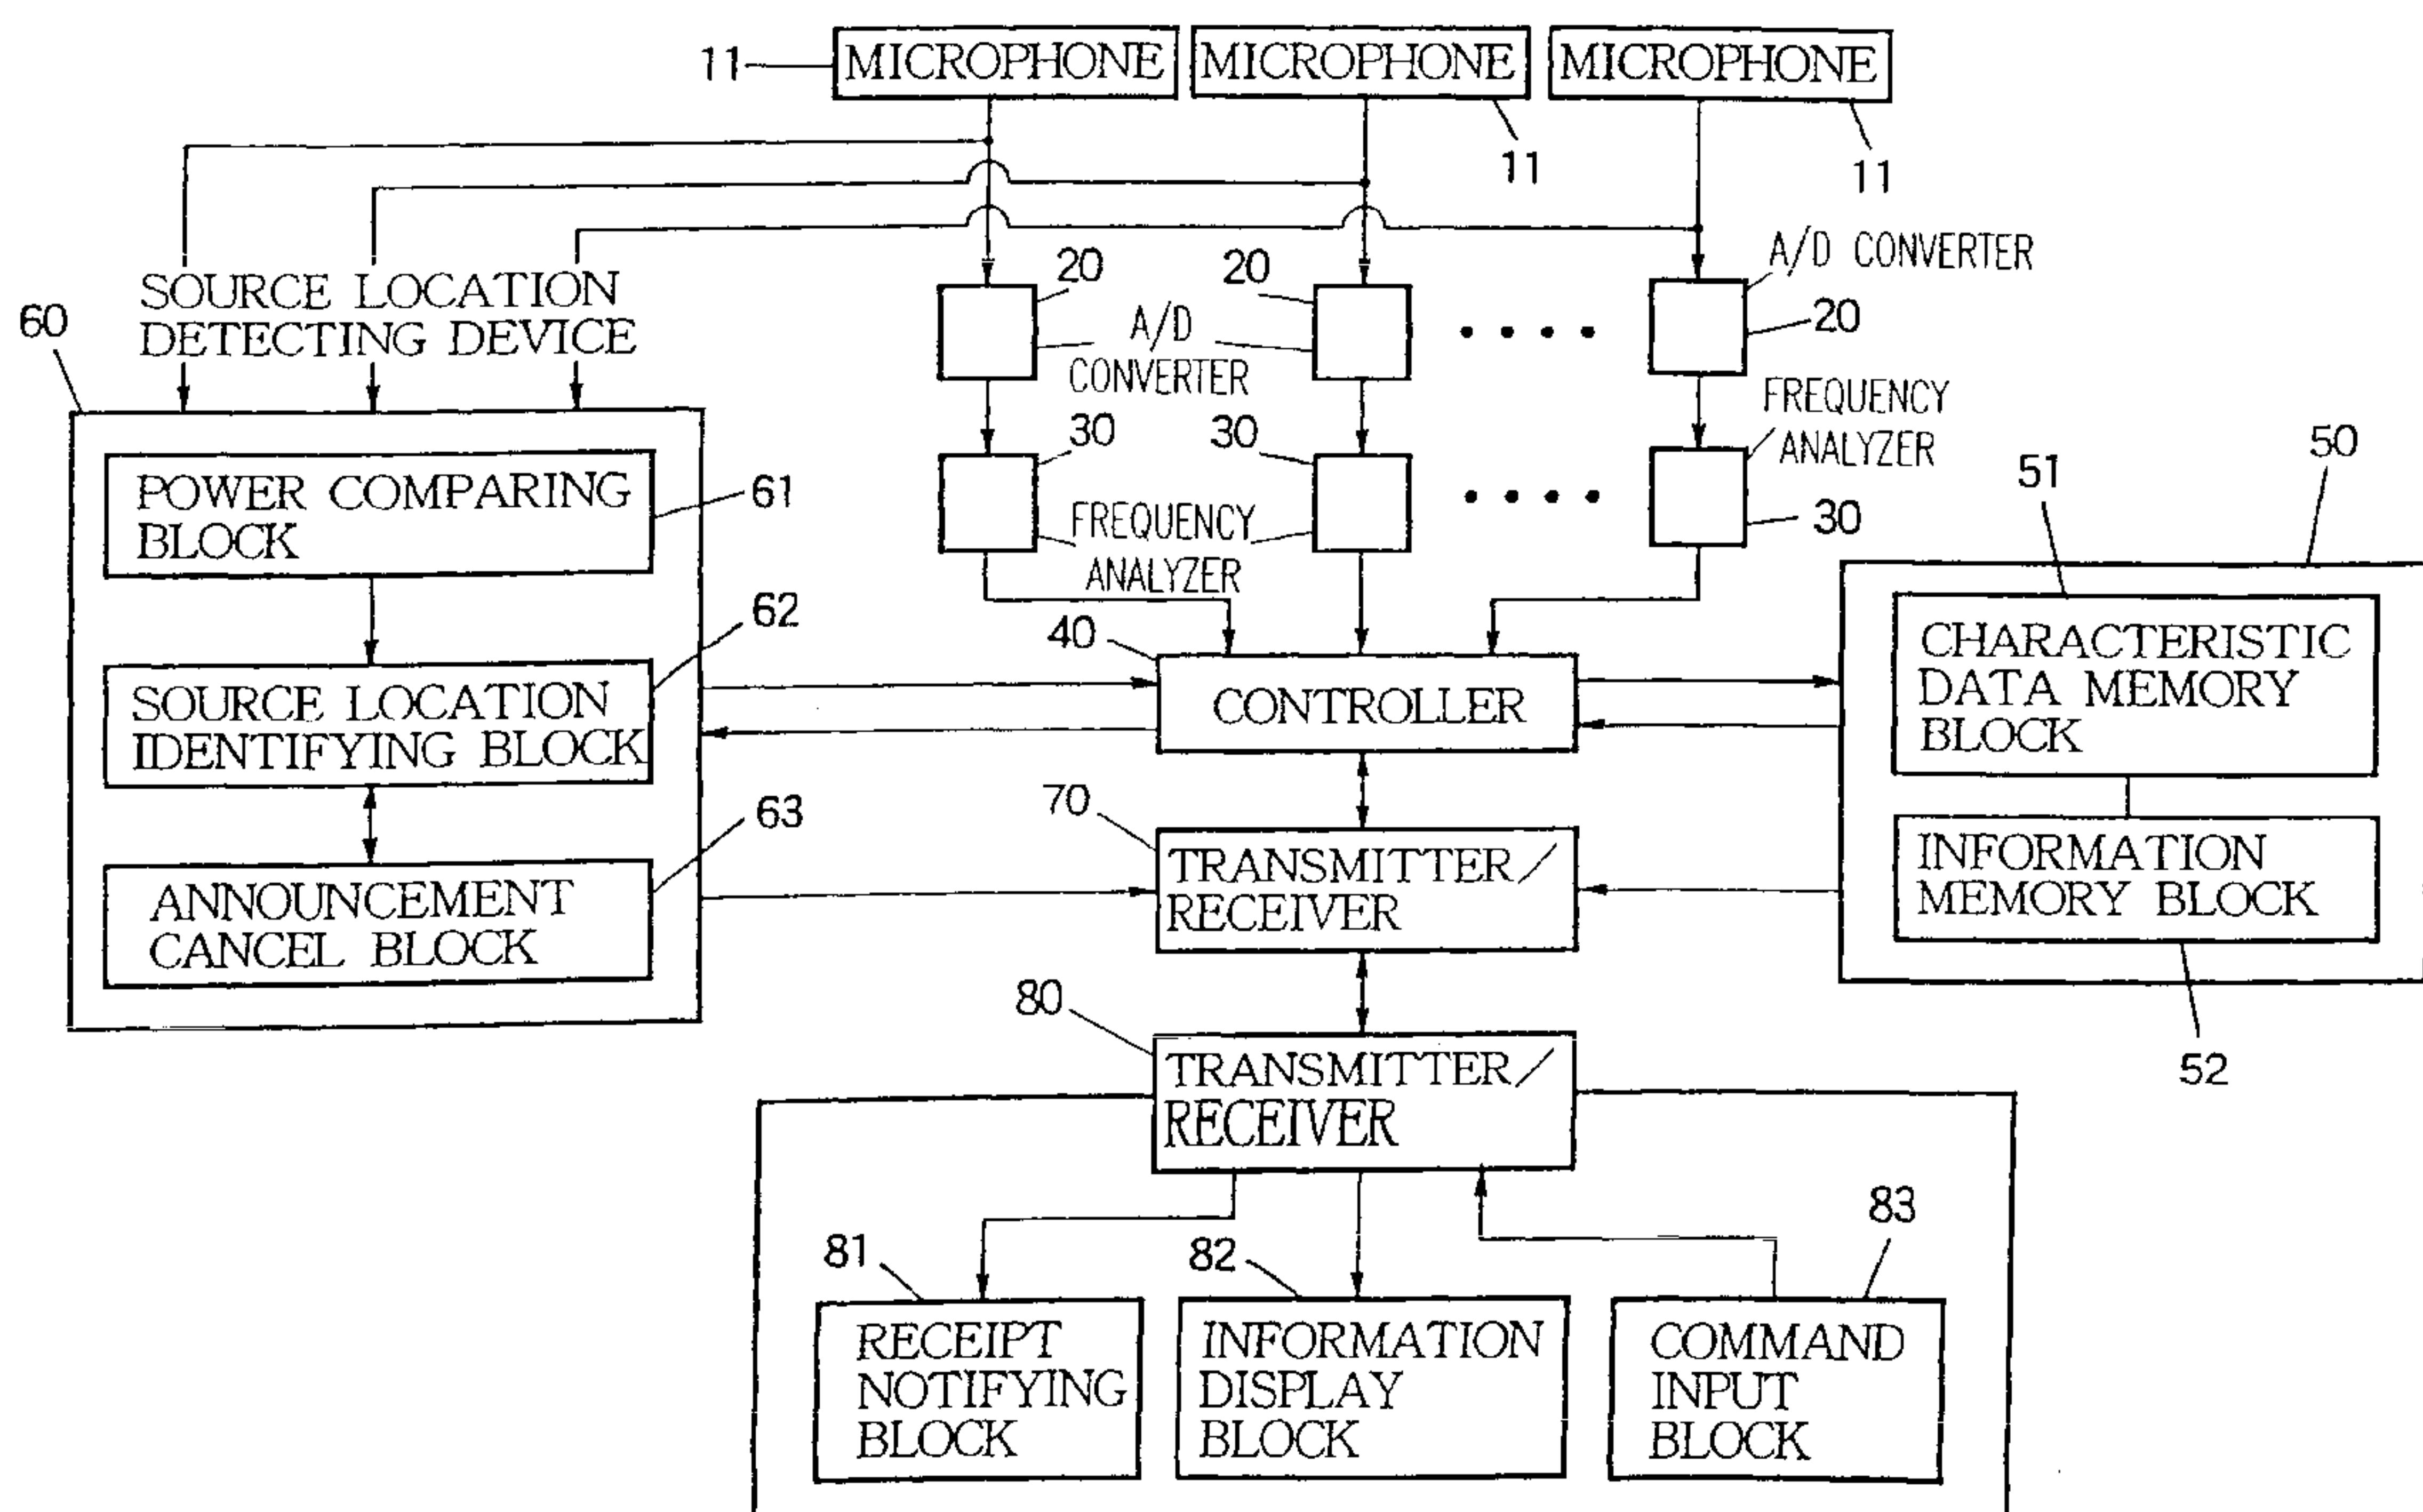 11 MICROPHONE MICROPHONE MICROPHONE
11 11
A/D CONVERTER
20 20
20
SOURCE LOCATION
DETECTING DEVICE
60
A/D
CONVERTER
FREQUENCY
ANALYZER
30 30
30
50
51
POWER COMPARING
BLOCK
61
FREQUENCY
ANALYZER
62
40
CHARACTERISTIC
DATA MEMORY
BLOCK
SOURCE LOCATION
IDENTIFYING BLOCK
CONTROLLER
63
70
TRANSMITTER/
RECEIVER
INFORMATION
MEMORY BLOCK
ANNOUNCEMENT
CANCEL BLOCK
80
52
TRANSMITTER/
RECEIVER
81
82
83
RECEIPT
NOTIFYING
BLOCK
INFORMATION
DISPLAY
BLOCK
COMMAND
INPUT
BLOCK